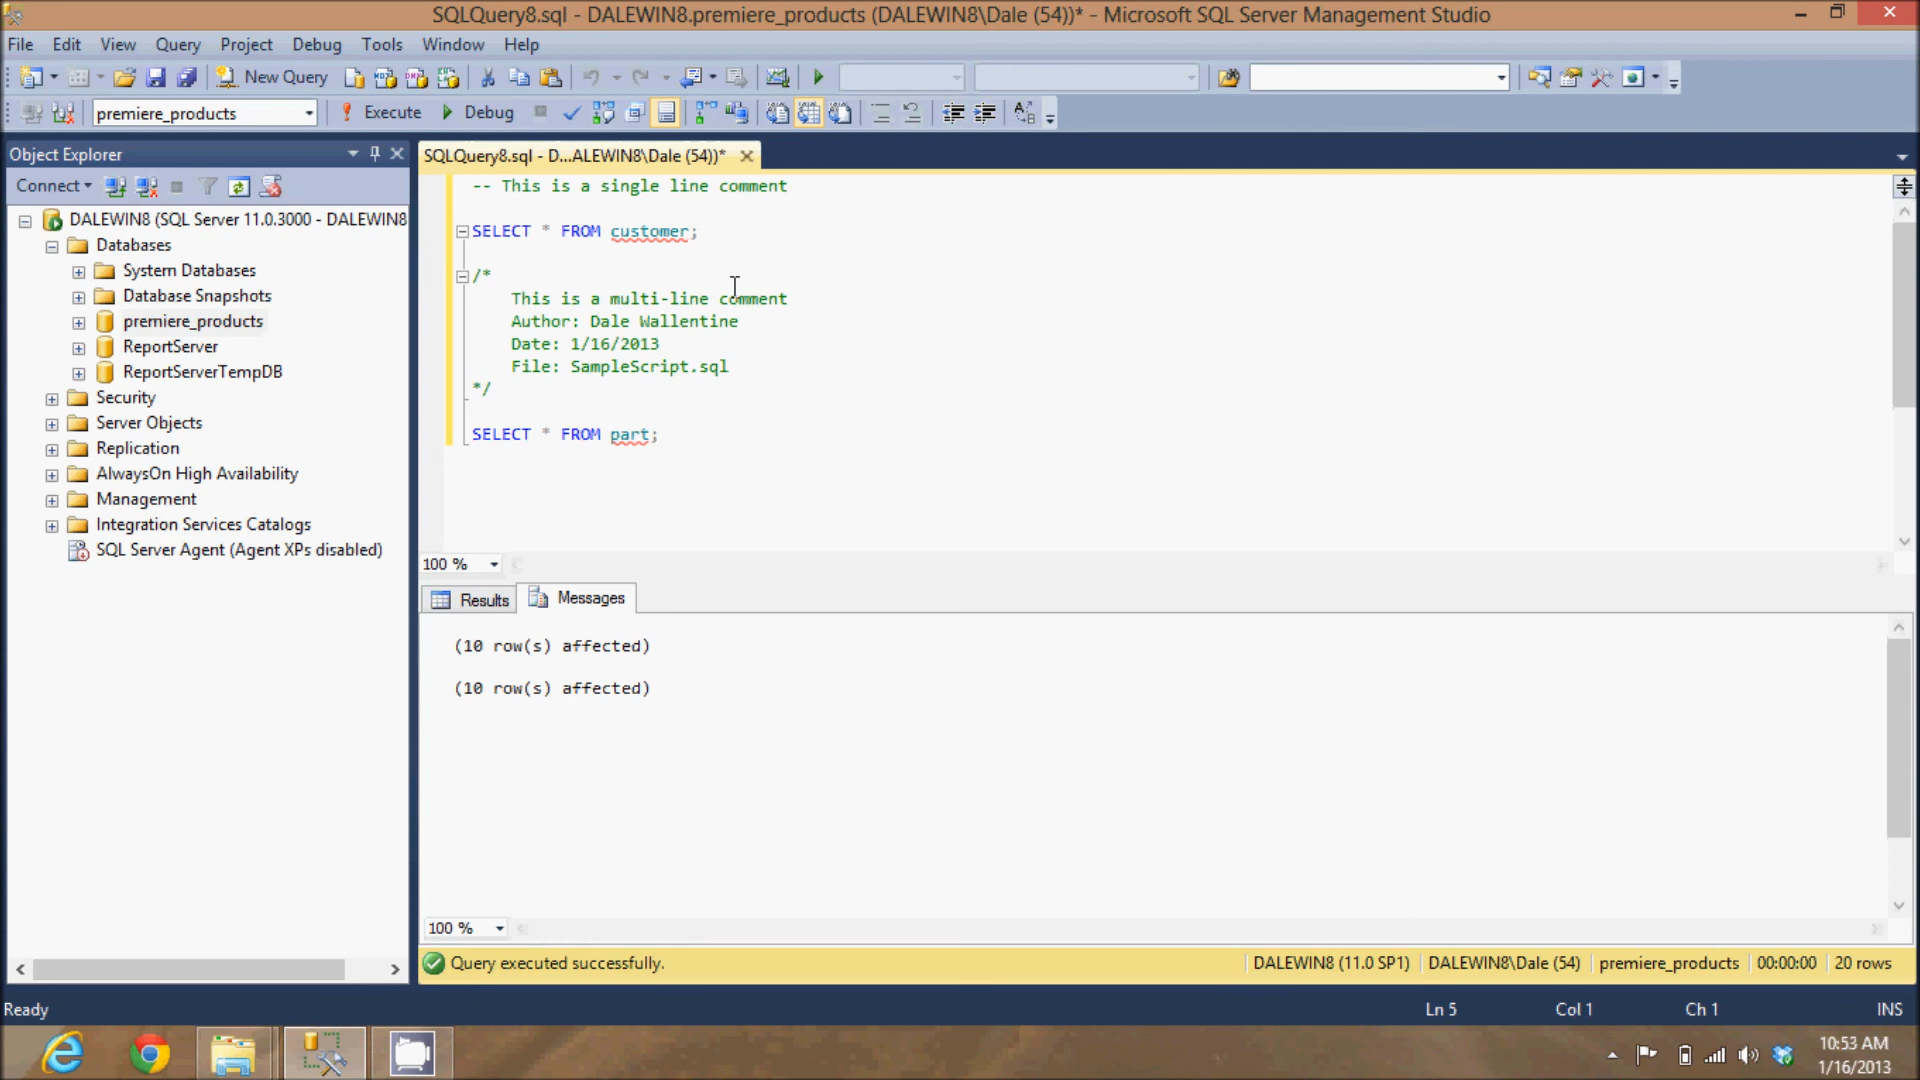 SQLQuery8.sql - DALEWIN8.premiere_products (DALEWIN8\Dale (54))* - Microsoft SQL Server Management Studio
File Edit View Query Project Debug Tools Window Help
New Query
premiere_products Execute Debug
Object Explorer
Connect
DALEWIN8 (SQL Server 11.0.3000 - DALEWIN8
Databases
System Databases
Database Snapshots
premiere_products
ReportServer
ReportServerTempDB
Security
Server Objects
Replication
AlwaysOn High Availability
Management
Integration Services Catalogs
SQL Server Agent (Agent XPs disabled)
SQLQuery8.sql - D...ALEWIN8\Dale (54))*
-- This is a single line comment
SELECT * FROM customer;
/*
This is a multi-line comment
Author: Dale Wallentine
Date: 1/16/2013
File: SampleScript.sql
*/
SELECT * FROM part;
100 %
Results Messages
(10 row(s) affected)
(10 row(s) affected)
100 %
Query executed successfully. DALEWIN8 (11.0 SP1) DALEWIN8\Dale (54) premiere_products 00:00:00 20 rows
Ready Ln 5 Col 1 Ch 1 INS
10:53 AM
1/16/2013